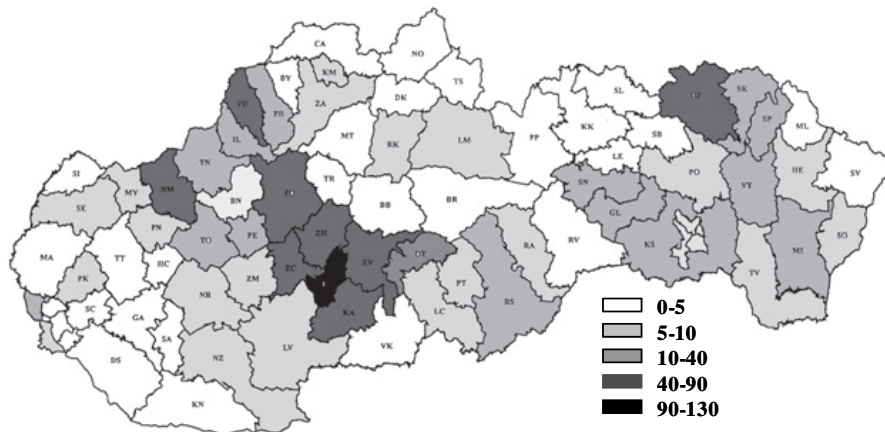 CA
NO
BY
KM
TS
PU
PB
ZA
DK
SL
SK
IL
MT
RK
LM
PP
KK
SB
SP
ML
TN
LE
SI
MY
NM
BN
TR
BB
BR
SN
PO
VT
HE
SV
SE
PN
TO
PE
ZH
GL
MA
TT
HC
ZC
ZV
DT
RA
RV
KS
MI
SO
PK
NR
ZM
PT
TV
SC
GA
SA
LV
KA
LC
RS
DS
NZ
VK
KN
0-5
5-10
10-40
40-90
90-130